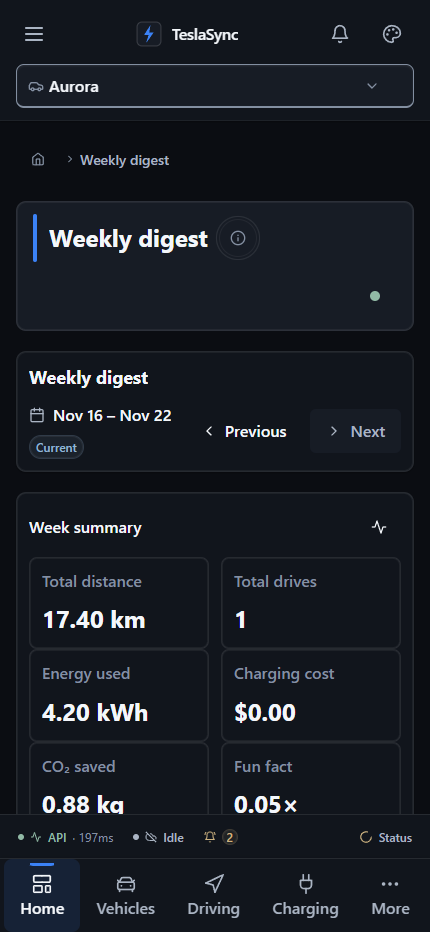 TeslaSync
Aurora
Weekly digest
Weekly digest
Weekly digest
Nov 16 – Nov 22
Current
Previous
Next
Week summary
Total distance
17.40 km
Total drives
1
Energy used
4.20 kWh
Charging cost
$0.00
CO₂ saved
0.88 kg
Fun fact
0.05×
API · 197ms
Idle
2
Status
Home
Vehicles
Driving
Charging
More